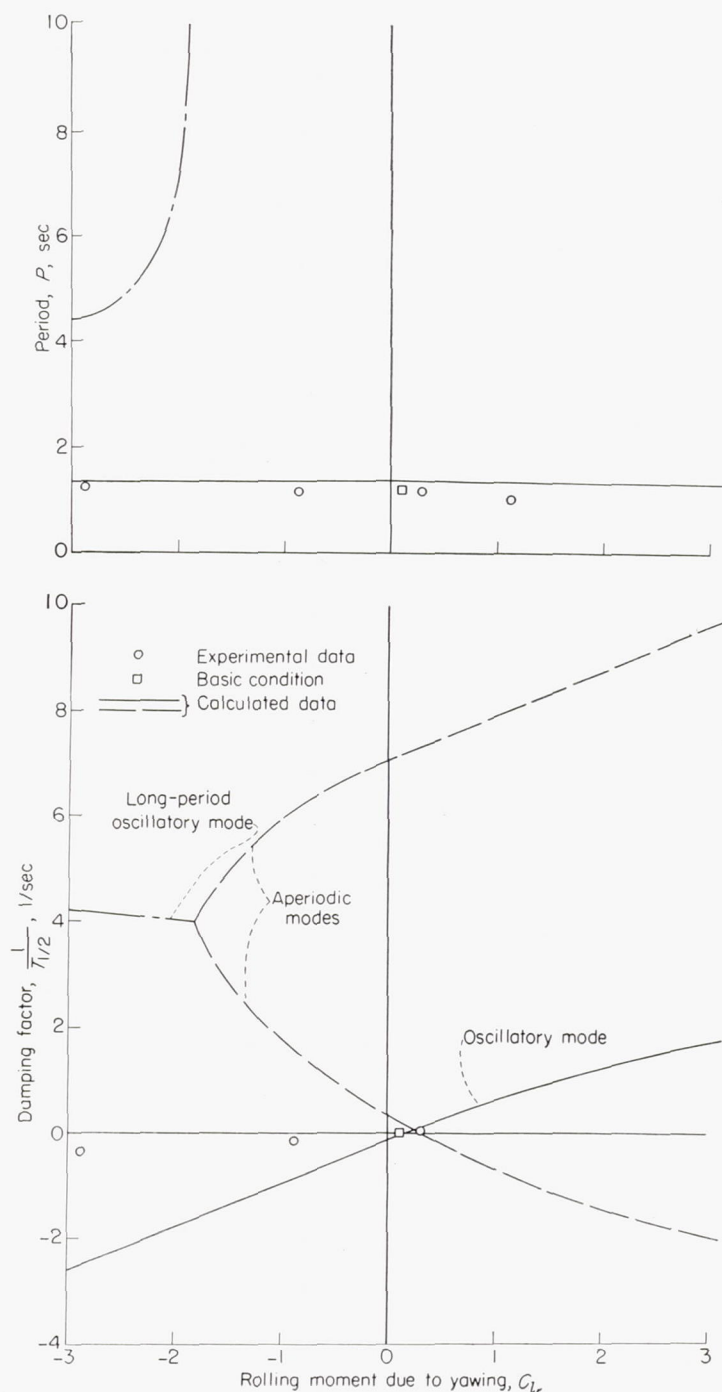 10
8
6
4
2
0
Period, P, sec
10
8
6
4
2
0
-2
-4
Damping factor, 1/T1/2, 1/sec
Experimental data
Basic condition
Calculated data
Long-period
oscillatory mode
Aperiodic
modes
Oscillatory mode
-3
-2
-1
0
1
2
3
Rolling moment due to yawing, Clr